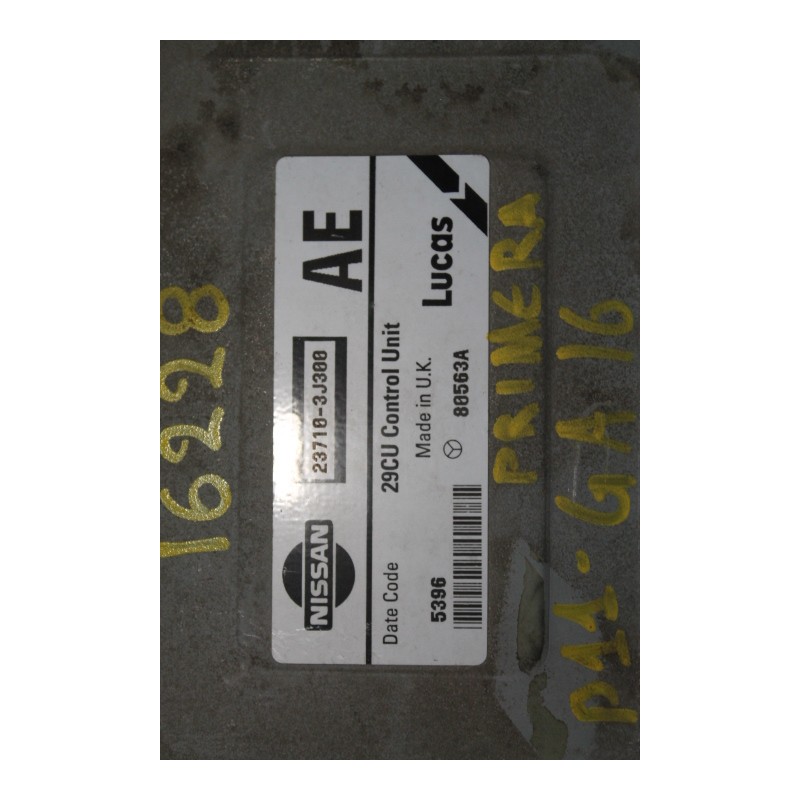 16228
NISSAN
23710-3J300
AE
29CU Control Unit
Date Code
Made in U.K.
Lucas
5396
80563A
PRIMERA
P11-GA16